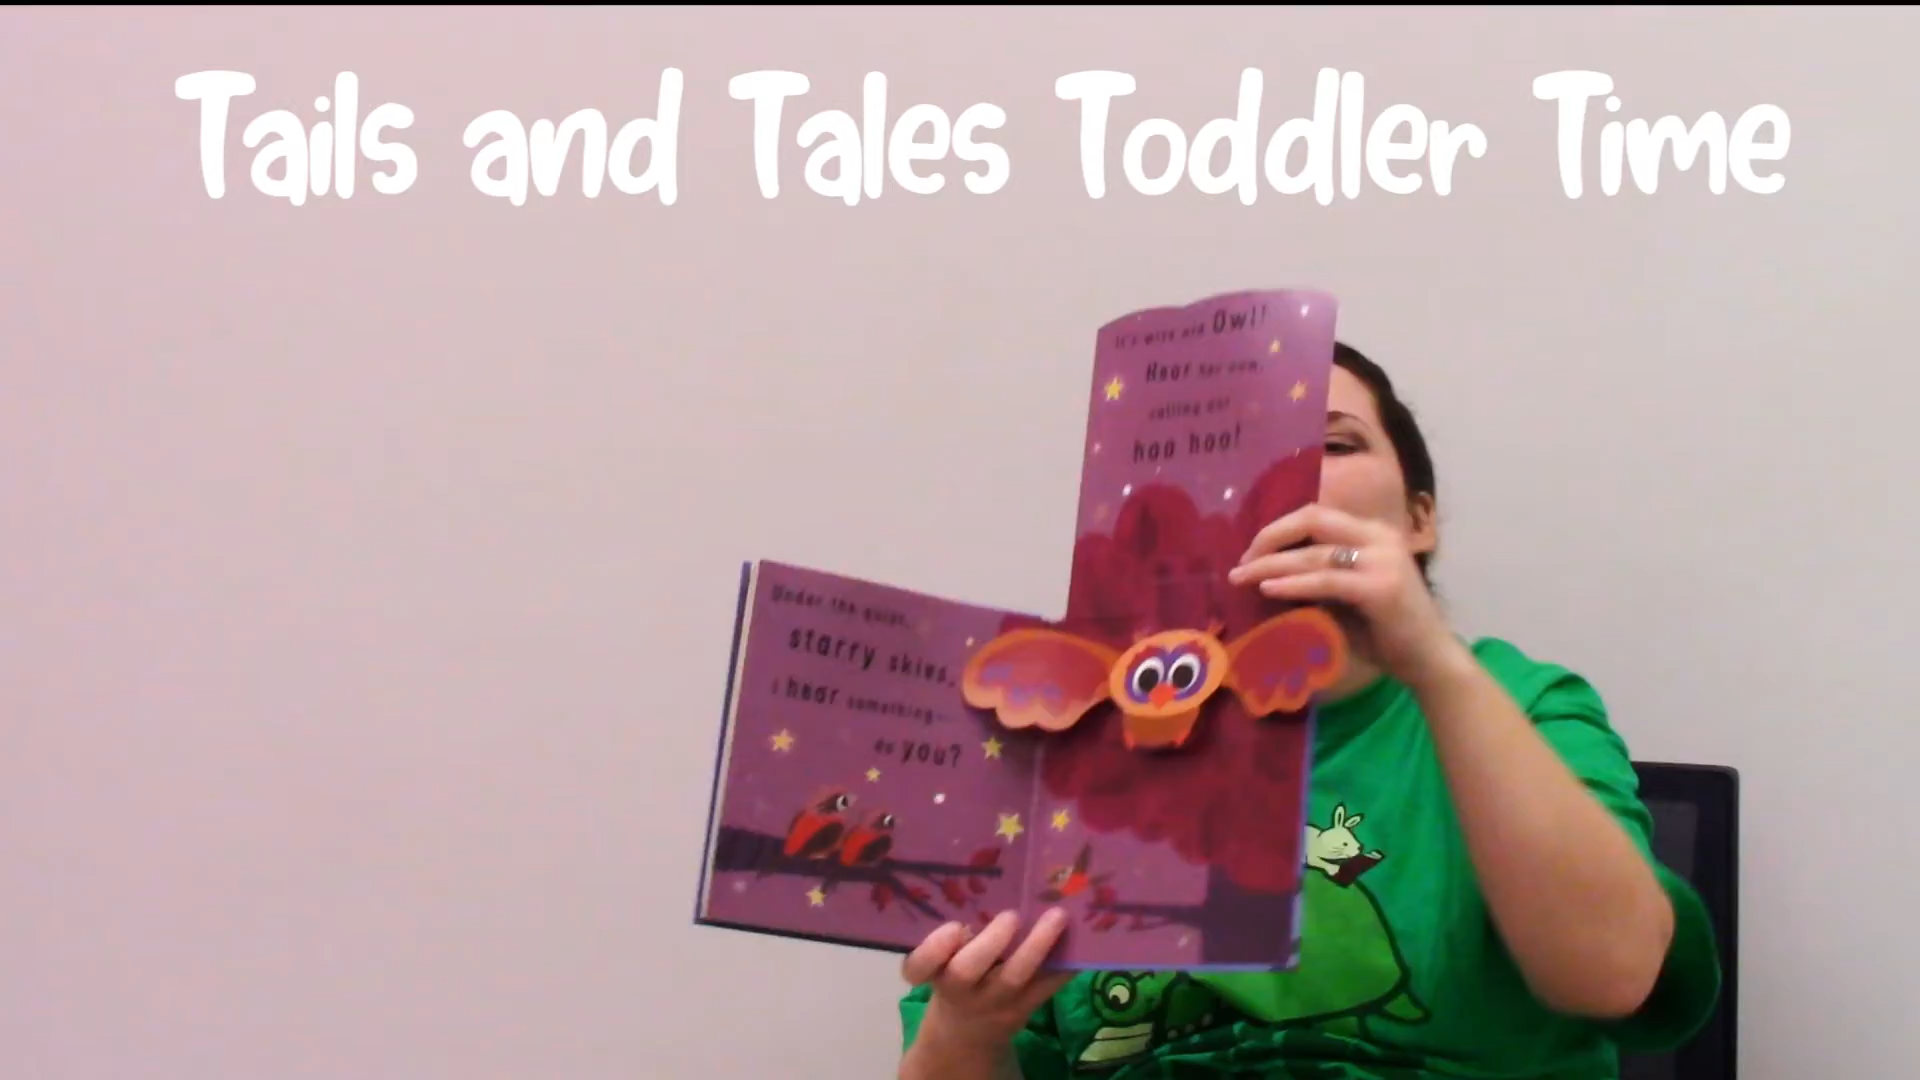 Tails and Tales Toddler Time
It's wise old Owl!
Hear her now,
calling out
hoo hoo!
Under the quiet,
starry skies,
I hear something—
do you?